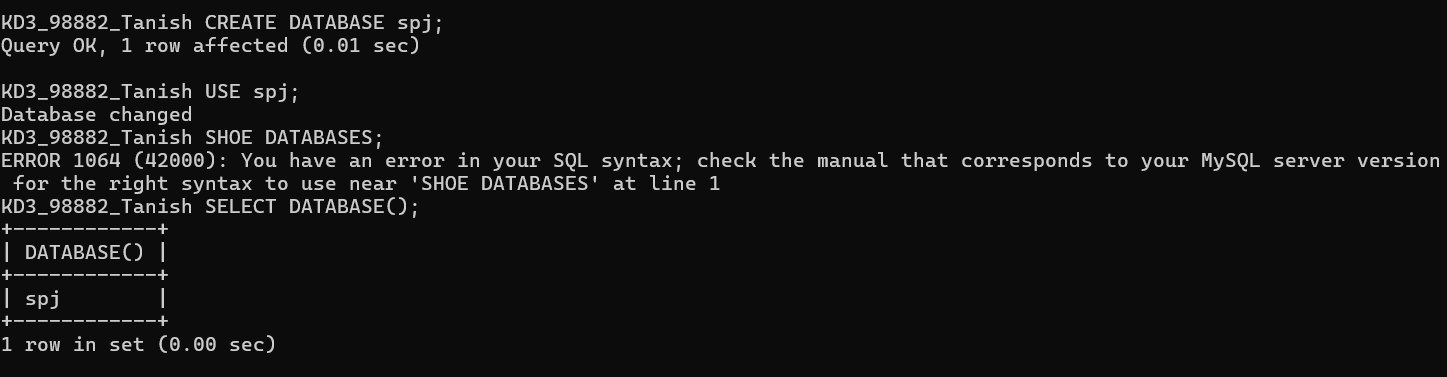 KD3_98882_Tanish CREATE DATABASE spj;
Query OK, 1 row affected (0.01 sec)

KD3_98882_Tanish USE spj;
Database changed
KD3_98882_Tanish SHOE DATABASES;
ERROR 1064 (42000): You have an error in your SQL syntax; check the manual that corresponds to your MySQL server version
 for the right syntax to use near 'SHOE DATABASES' at line 1
KD3_98882_Tanish SELECT DATABASE();
+------------+
| DATABASE() |
+------------+
| spj        |
+------------+
1 row in set (0.00 sec)